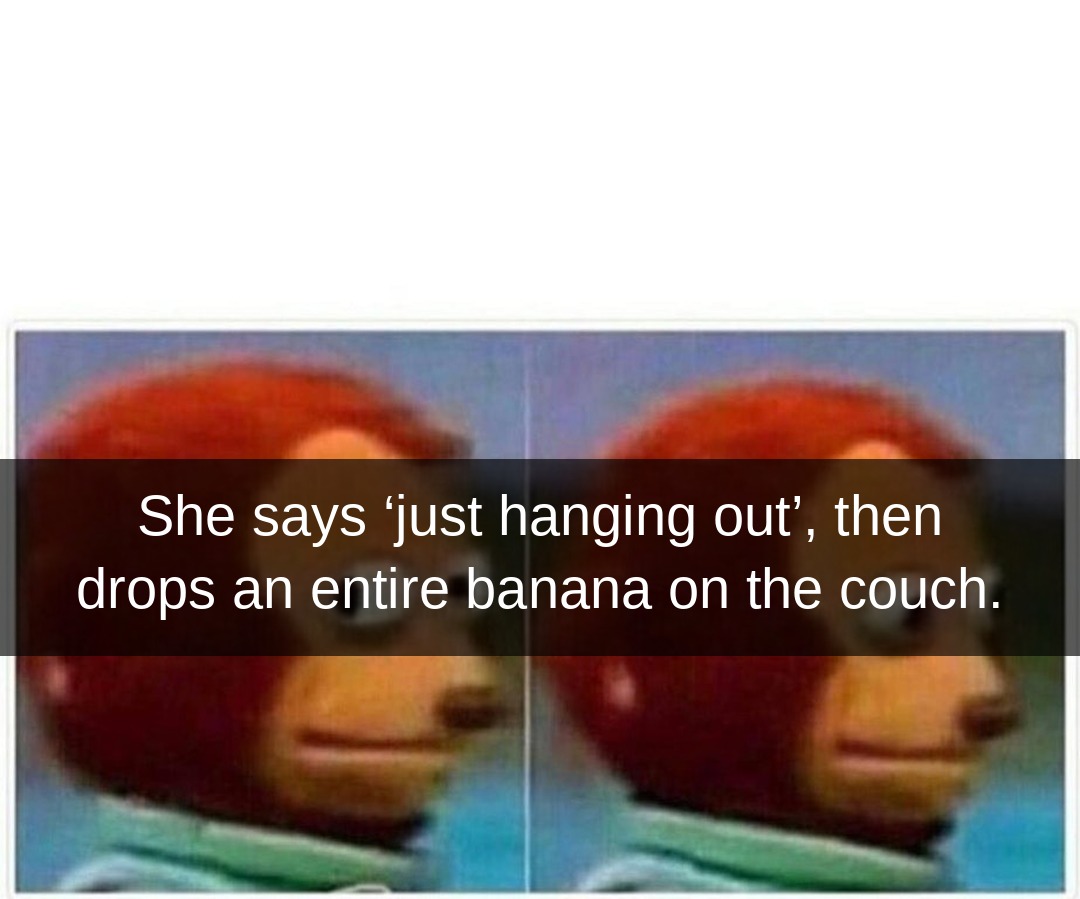 She says ‘just hanging out’, then
drops an entire banana on the couch.